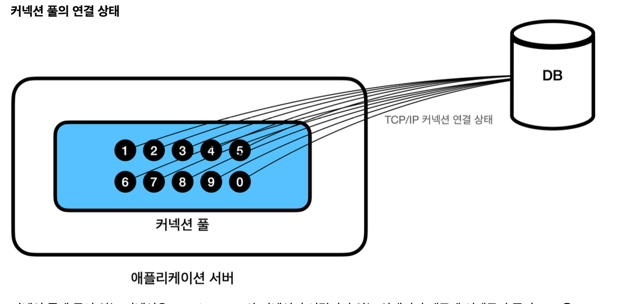 커넥션 풀의 연결 상태
DB
TCP/IP 커넥션 연결 상태
1 2 3 4 5
6 7 8 9 0
커넥션 풀
애플리케이션 서버